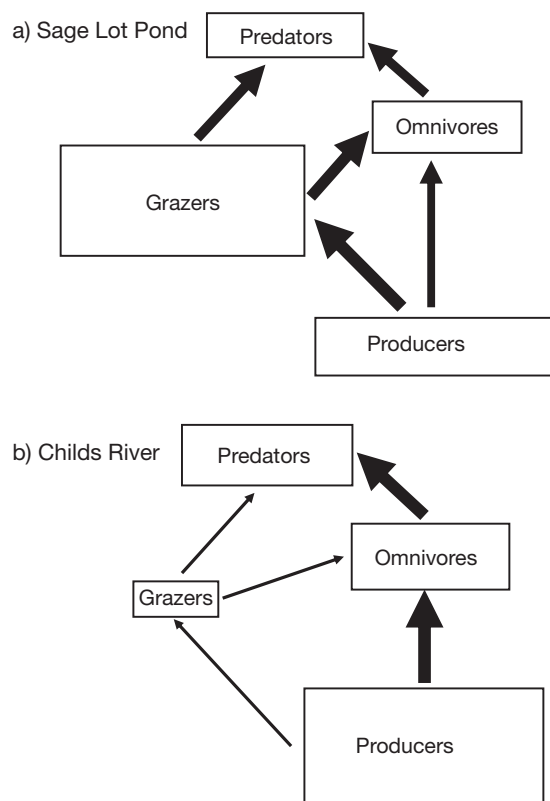 a) Sage Lot Pond
Predators
Omnivores
Grazers
Producers
b) Childs River
Predators
Omnivores
Grazers
Producers